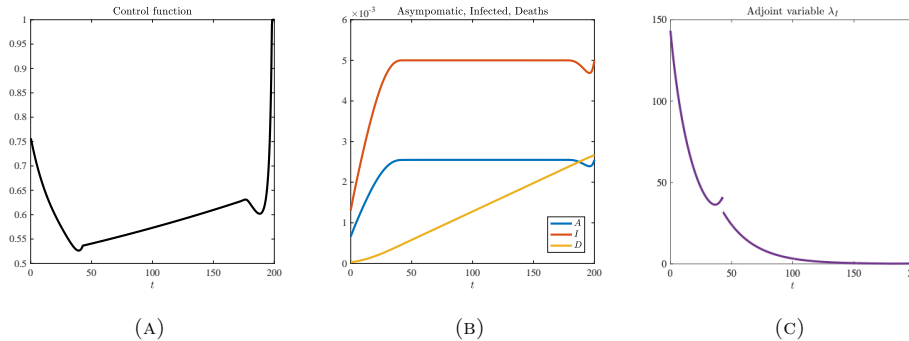 Control function
1
0.95
0.9
0.85
0.8
0.75
0.7
0.65
0.6
0.55
0.5
0 50 100 150 200
t
(A)
×10⁻³ Asympomatic, Infected, Deaths
6
5
4
3
2
1
0
0 50 100 150 200
t
A
I
D
(B)
Adjoint variable λ_I
150
100
50
0
0 50 100 150 200
t
(C)